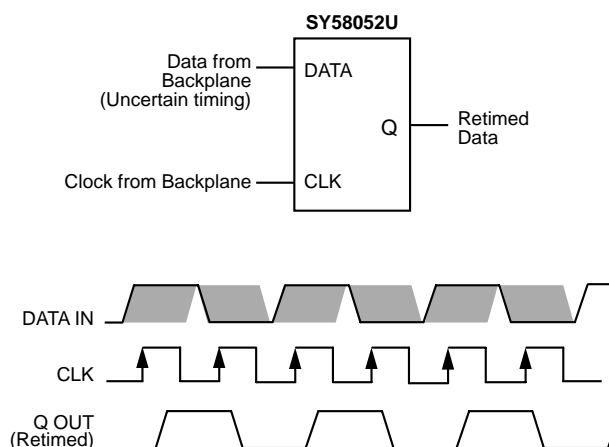 SY58052U
Data from
Backplane
(Uncertain timing)
DATA
Q
Retimed
Data
Clock from Backplane
CLK
DATA IN
CLK
Q OUT
(Retimed)